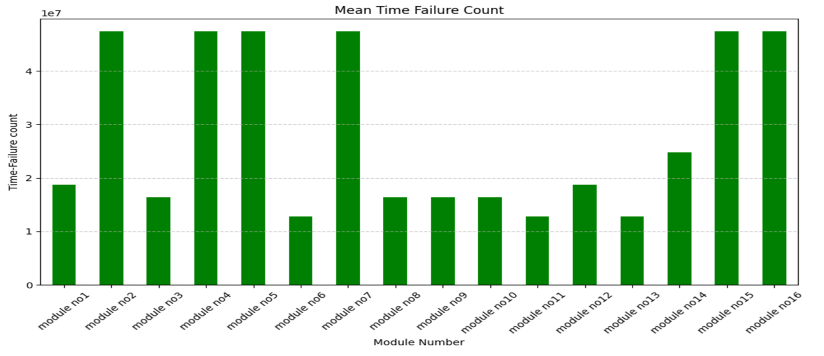 Mean Time Failure Count
1e7
Time-Failure count
4
3
2
1
0
module no1
module no2
module no3
module no4
module no5
module no6
module no7
module no8
module no9
module no10
module no11
module no12
module no13
module no14
module no15
module no16
Module Number